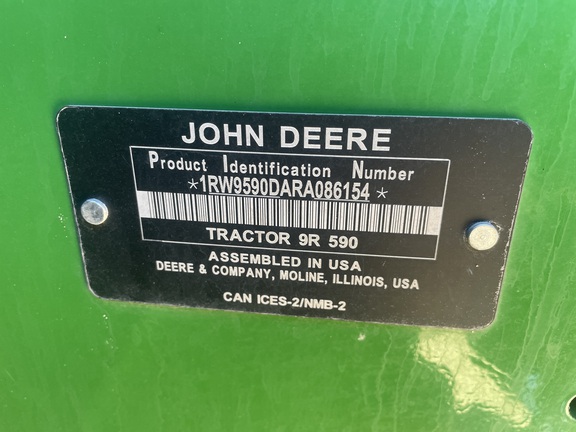 JOHN DEERE
Product Identification Number
*1RW9590DARA086154*
TRACTOR 9R 590
ASSEMBLED IN USA
DEERE & COMPANY, MOLINE, ILLINOIS, USA
CAN ICES-2/NMB-2